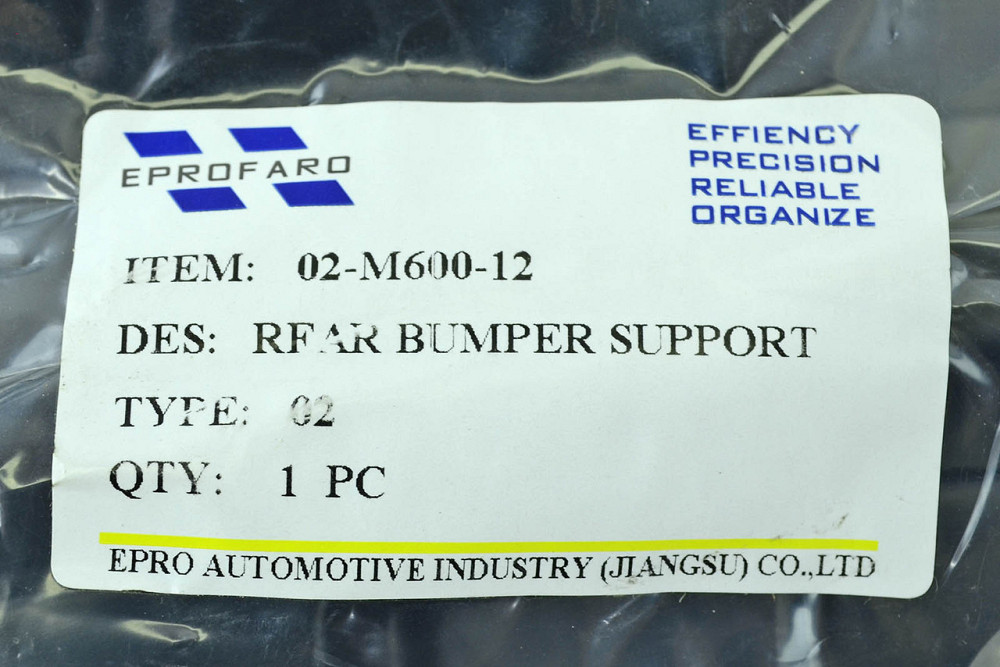 EPROFARO
EFFIENCY
PRECISION
RELIABLE
ORGANIZE
ITEM: 02-M600-12
DES: REAR BUMPER SUPPORT
TYPE: 02
QTY: 1 PC
EPRO AUTOMOTIVE INDUSTRY (JIANGSU) CO.,LTD